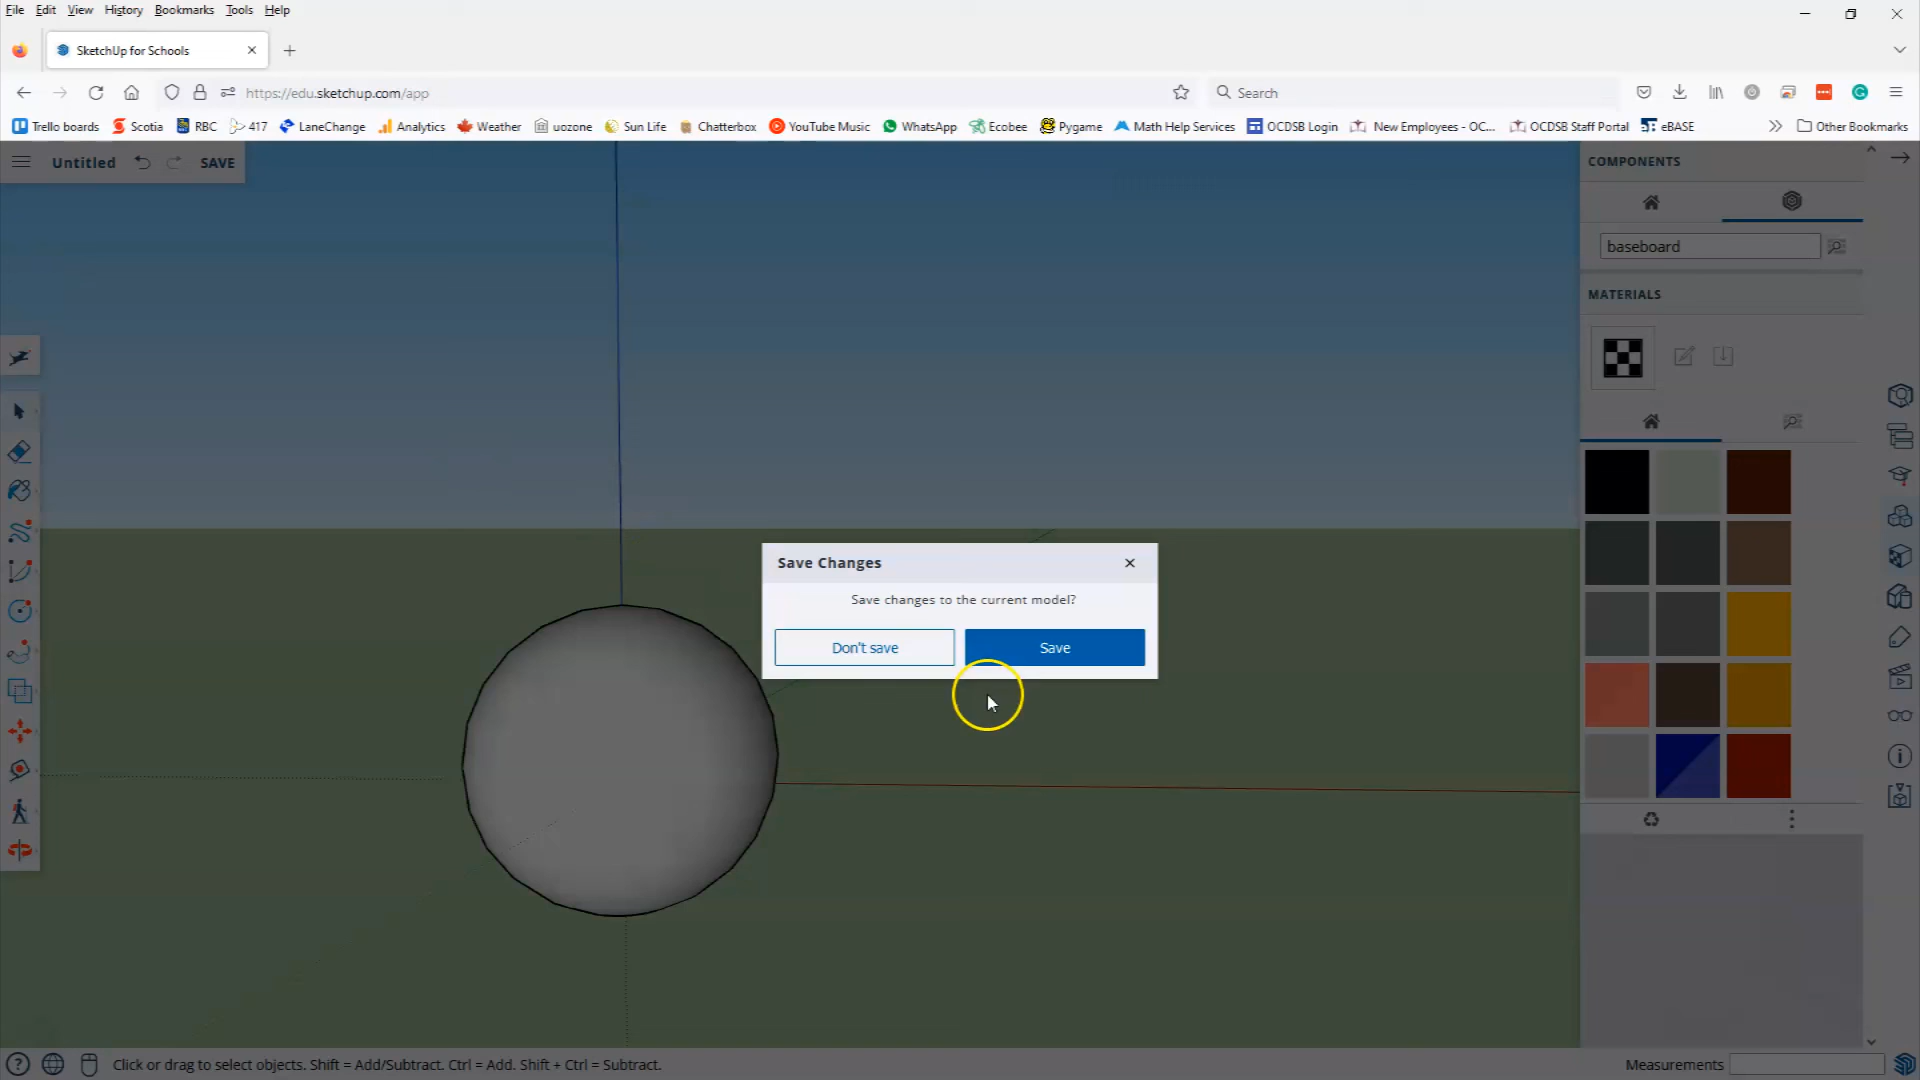 File Edit View History Bookmarks Tools Help
SketchUp for Schools
https://edu.sketchup.com/app
Search
Trello boards Scotia RBC 417 LaneChange Analytics Weather uozone Sun Life Chatterbox YouTube Music WhatsApp Ecobee Pygame Math Help Services OCDSB Login New Employees - OC... OCDSB Staff Portal eBASE Other Bookmarks
Untitled SAVE
COMPONENTS
baseboard
MATERIALS
Save Changes
Save changes to the current model?
Don't save Save
Click or drag to select objects. Shift = Add/Subtract. Ctrl = Add. Shift + Ctrl = Subtract.
Measurements